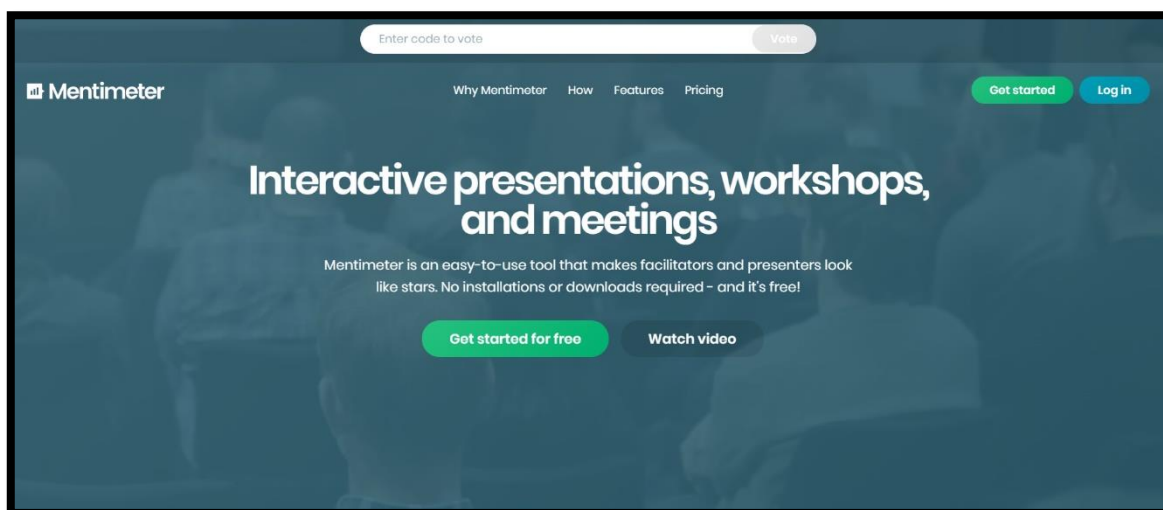 Enter code to vote
Vote
Mentimeter
Why Mentimeter
How
Features
Pricing
Get started
Log in
Interactive presentations, workshops,
and meetings
Mentimeter is an easy-to-use tool that makes facilitators and presenters look
like stars. No installations or downloads required - and it's free!
Get started for free
Watch video